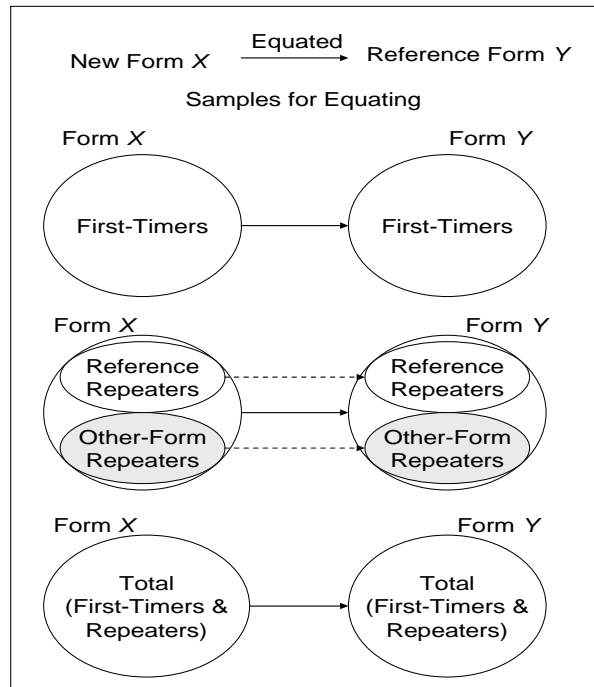 Equated
New Form X Reference Form Y
Samples for Equating
Form X Form Y
First-Timers First-Timers
Form X Form Y
Reference Repeaters Reference Repeaters
Other-Form Repeaters Other-Form Repeaters
Form X Form Y
Total (First-Timers & Repeaters) Total (First-Timers & Repeaters)